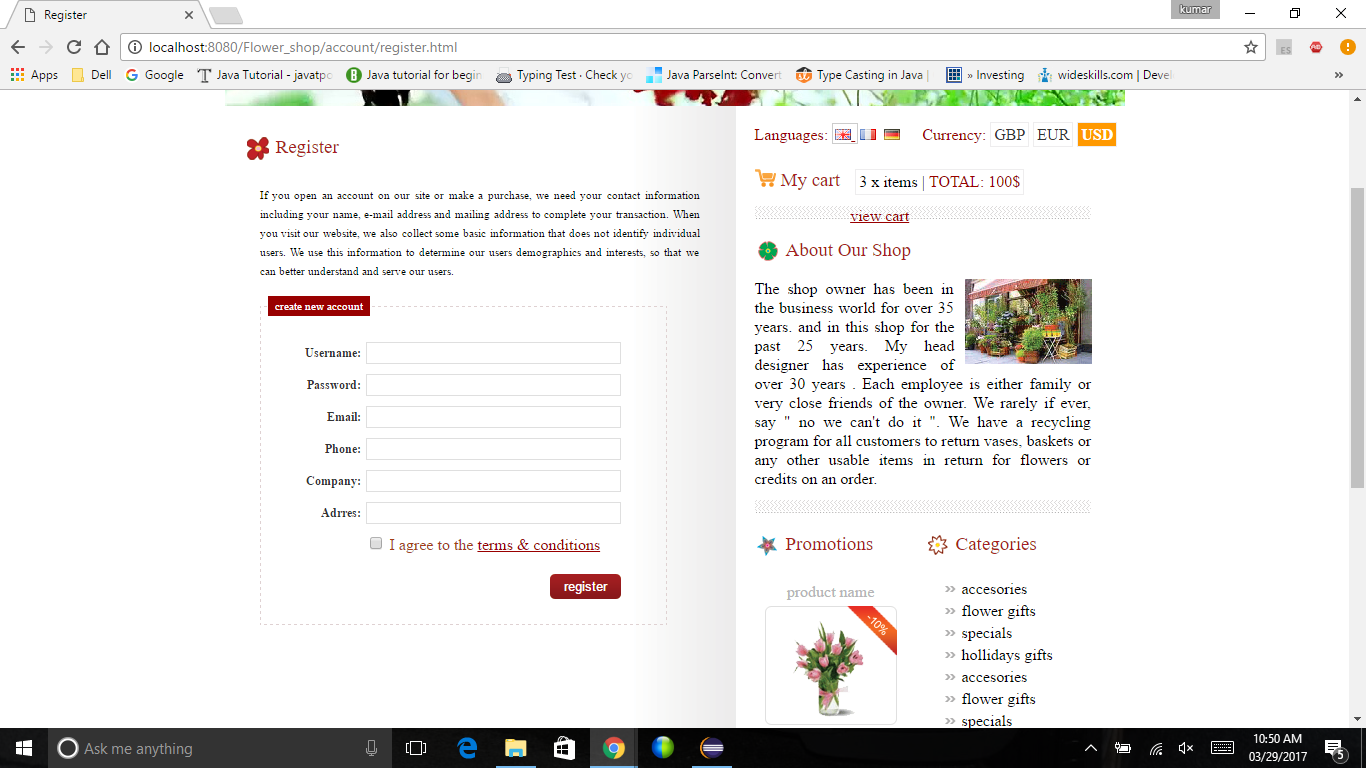 Register
kumar
localhost:8080/Flower_shop/account/register.html
Apps
Dell
Google
Java Tutorial - javatpo
Java tutorial for begin
Typing Test · Check yo
Java ParseInt: Convert
Type Casting in Java |
» Investing
wideskills.com | Devel
»
Register
If you open an account on our site or make a purchase, we need your contact information
including your name, e-mail address and mailing address to complete your transaction. When
you visit our website, we also collect some basic information that does not identify individual
users. We use this information to determine our users demographics and interests, so that we
can better understand and serve our users.
create new account
Username:
Password:
Email:
Phone:
Company:
Adrres:
I agree to the terms & conditions
register
Languages:
Currency: GBP EUR USD
My cart 3 x items | TOTAL: 100$
view cart
About Our Shop
The shop owner has been in
the business world for over 35
years. and in this shop for the
past 25 years. My head
designer has experience of
over 30 years . Each employee is either family or
very close friends of the owner. We rarely if ever,
say " no we can't do it ". We have a recycling
program for all customers to return vases, baskets or
any other usable items in return for flowers or
credits on an order.
Promotions
product name
-10%
Categories
accesories
flower gifts
specials
hollidays gifts
accesories
flower gifts
specials
Ask me anything
10:50 AM
03/29/2017
5